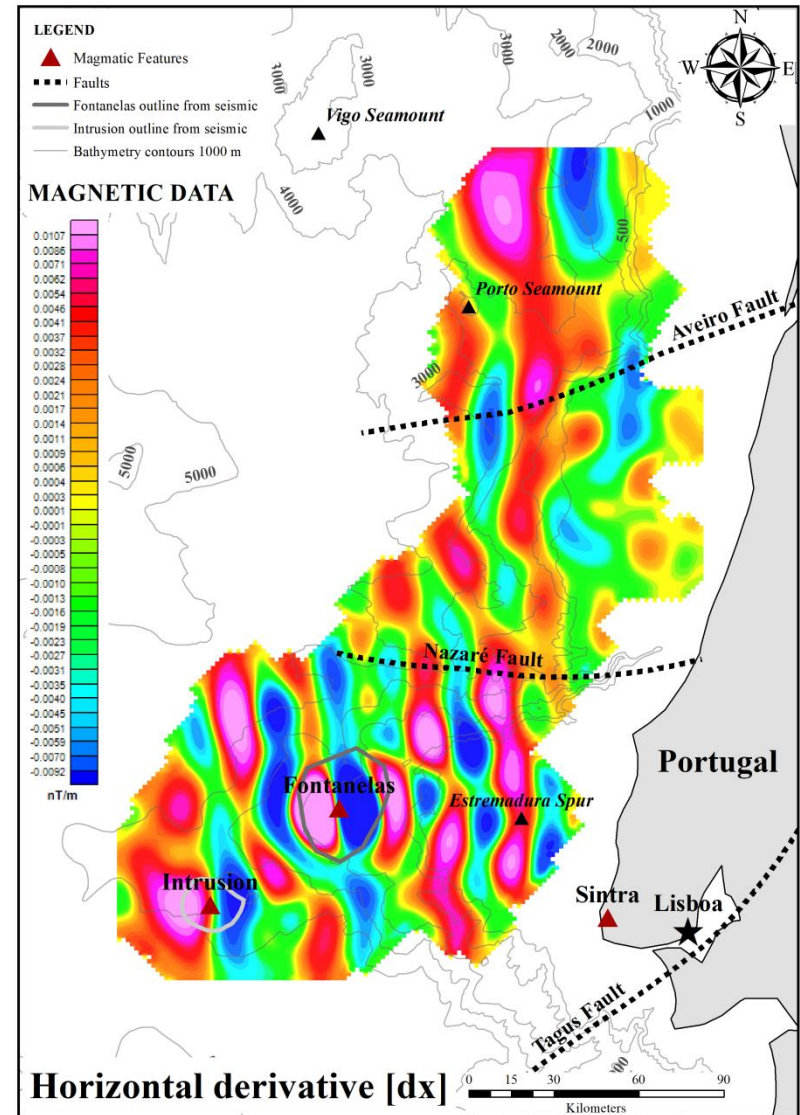 LEGEND
Magmatic Features
Faults
Fontanelas outline from seismic
Intrusion outline from seismic
Bathymetry contours 1000 m
N
W E
S
3000
2000
2000
3000
3000
1000
4000
500
3000
5000
5000
Vigo Seamount
MAGNETIC DATA
0.0107
0.0086
0.0071
0.0062
0.0054
0.0046
0.0041
0.0037
0.0032
0.0028
0.0024
0.0021
0.0017
0.0014
0.0011
0.0009
0.0006
0.0004
0.0003
-0.0001
-0.0003
-0.0005
-0.0008
-0.0010
-0.0013
-0.0016
-0.0019
-0.0023
-0.0027
-0.0031
-0.0035
-0.0040
-0.0045
-0.0051
-0.0059
-0.0070
-0.0092
nT/m
Porto Seamount
Aveiro Fault
Nazaré Fault
Portugal
Fontanelas
Estremadura Spur
Intrusion
Sintra
Lisboa
Tagus Fault
Horizontal derivative [dx]
0 15 30 60 90
Kilometers